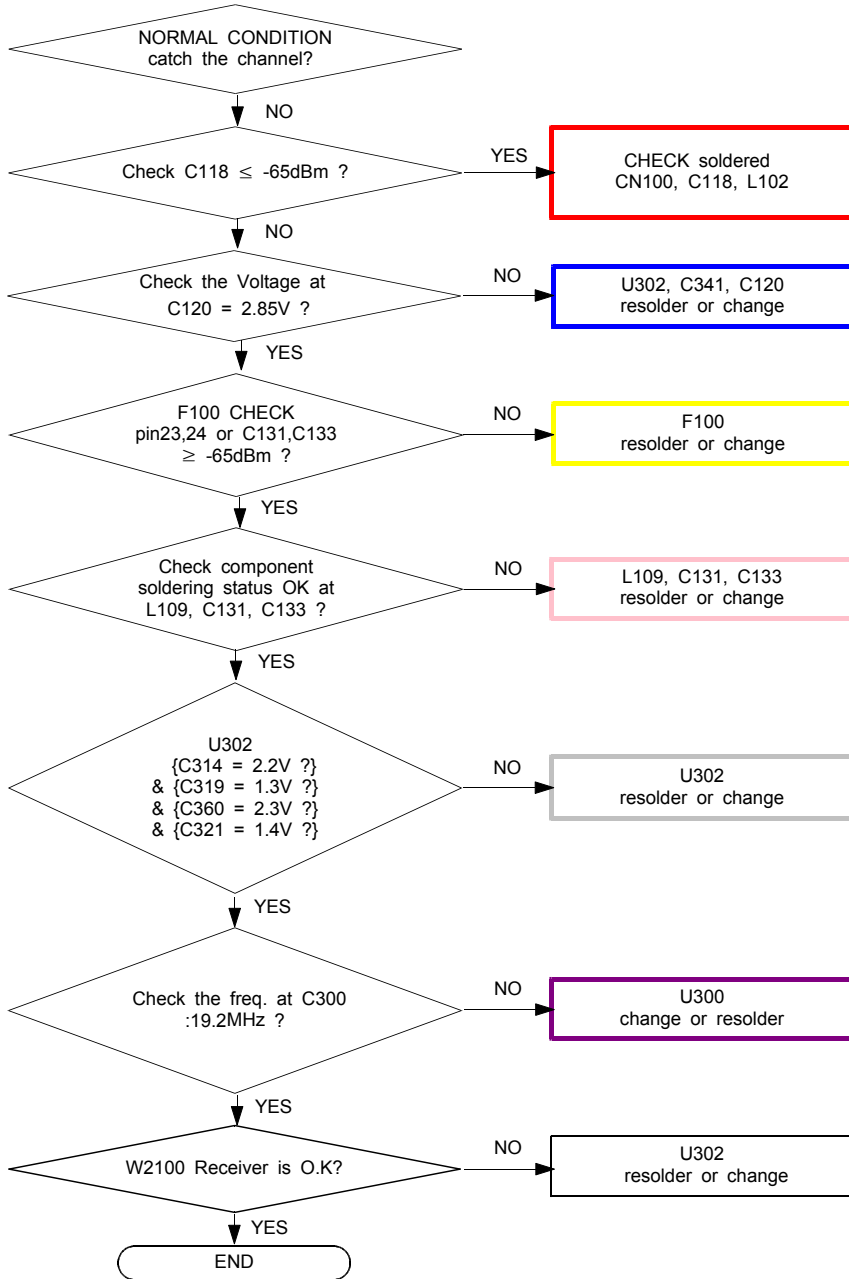 NORMAL CONDITION
catch the channel?
NO
Check C118 ≤ -65dBm ?
YES
CHECK soldered
CN100, C118, L102
NO
Check the Voltage at
C120 = 2.85V ?
NO
U302, C341, C120
resolder or change
YES
F100 CHECK
pin23,24 or C131,C133
≥ -65dBm ?
NO
F100
resolder or change
YES
Check component
soldering status OK at
L109, C131, C133 ?
NO
L109, C131, C133
resolder or change
YES
U302
{C314 = 2.2V ?}
& {C319 = 1.3V ?}
& {C360 = 2.3V ?}
& {C321 = 1.4V ?}
NO
U302
resolder or change
YES
Check the freq. at C300
:19.2MHz ?
NO
U300
change or resolder
YES
W2100 Receiver is O.K?
NO
U302
resolder or change
YES
END